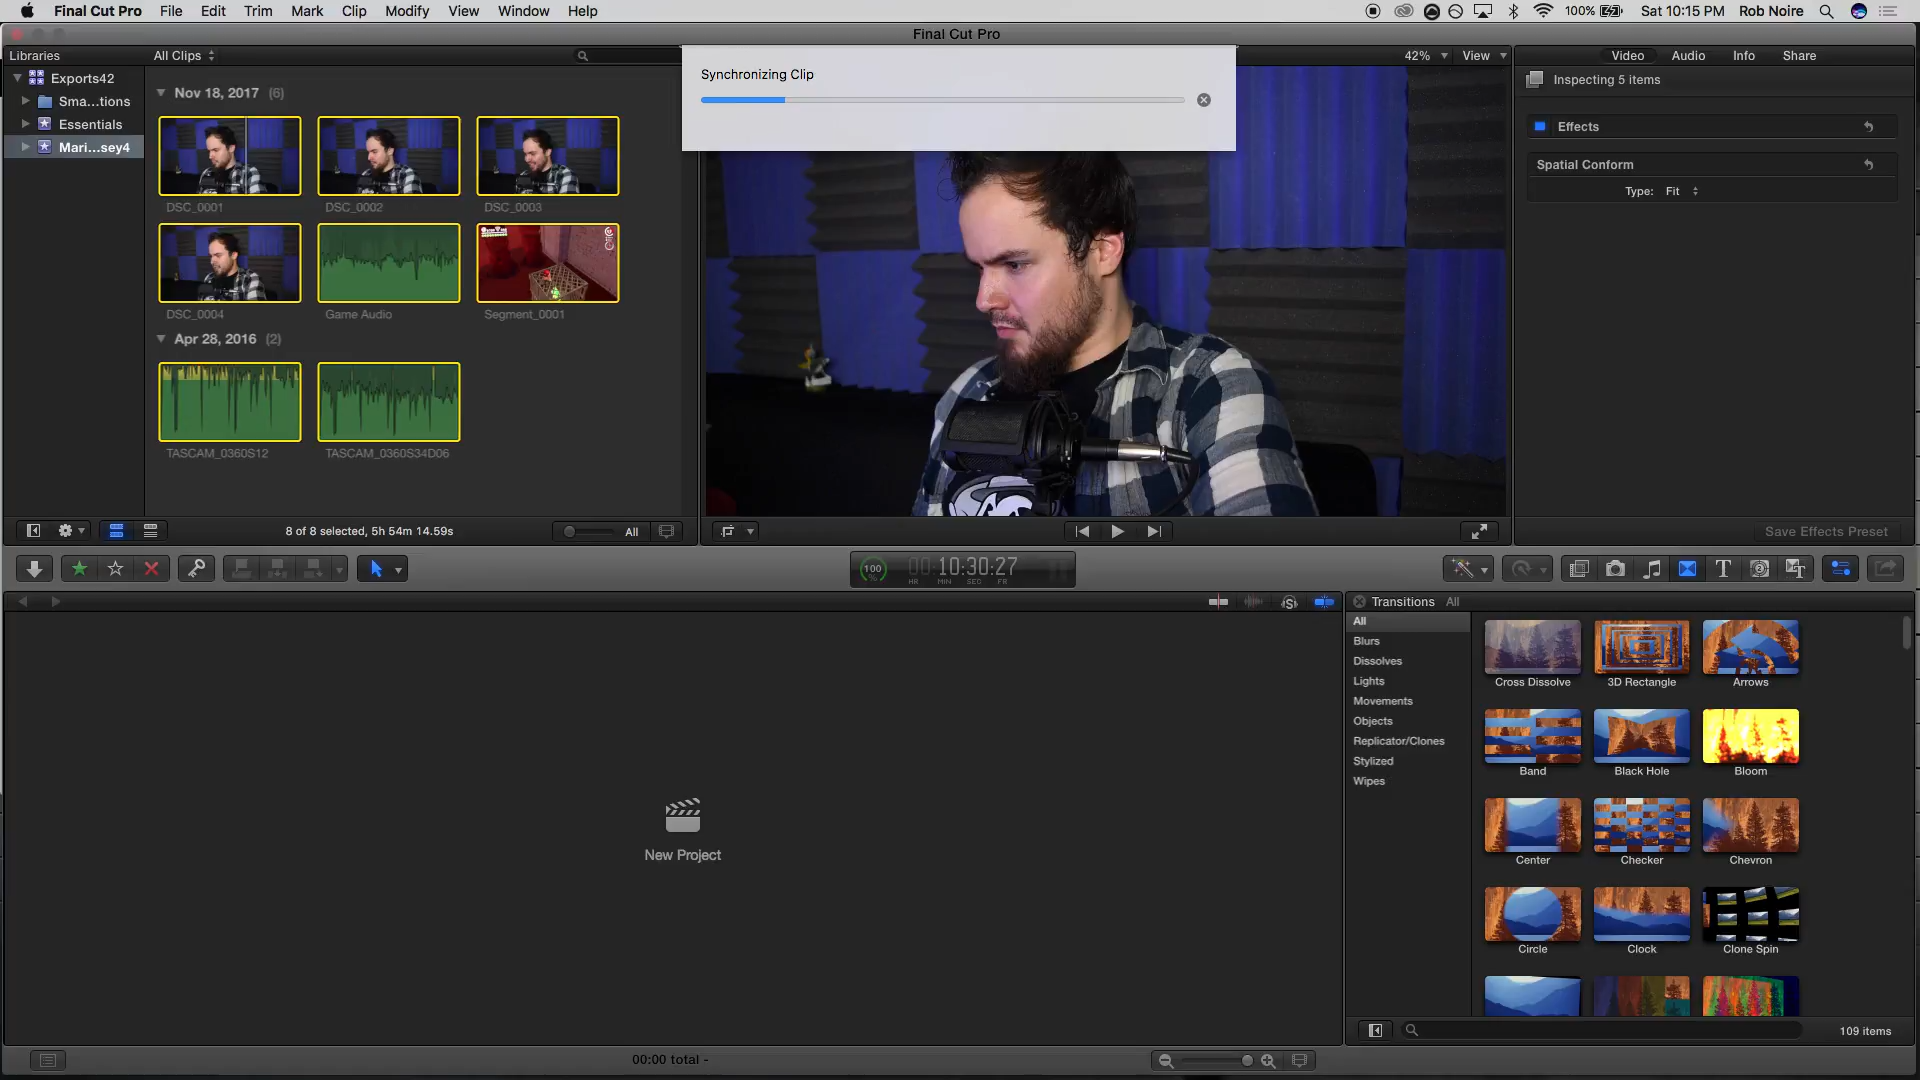 Final Cut Pro File Edit Trim Mark Clip Modify View Window Help
100% Sat 10:15 PM Rob Noire
Final Cut Pro
Libraries
All Clips
42% View
Video Audio Info Share
Exports42
Sma...tions
Essentials
Mari...sey4
Nov 18, 2017 (6)
DSC_0001 DSC_0002 DSC_0003
DSC_0004 Game Audio Segment_0001
Apr 28, 2016 (2)
TASCAM_0360S12 TASCAM_0360S34D06
Synchronizing Clip
Inspecting 5 items
Effects
Spatial Conform
Type: Fit
8 of 8 selected, 5h 54m 14.59s
All
Save Effects Preset
100 % 00:10:30:27
HR MIN SEC FR
Transitions All
All
Blurs
Dissolves
Lights
Movements
Objects
Replicator/Clones
Stylized
Wipes
Cross Dissolve 3D Rectangle Arrows
Band Black Hole Bloom
Center Checker Chevron
Circle Clock Clone Spin
New Project
109 items
00:00 total -